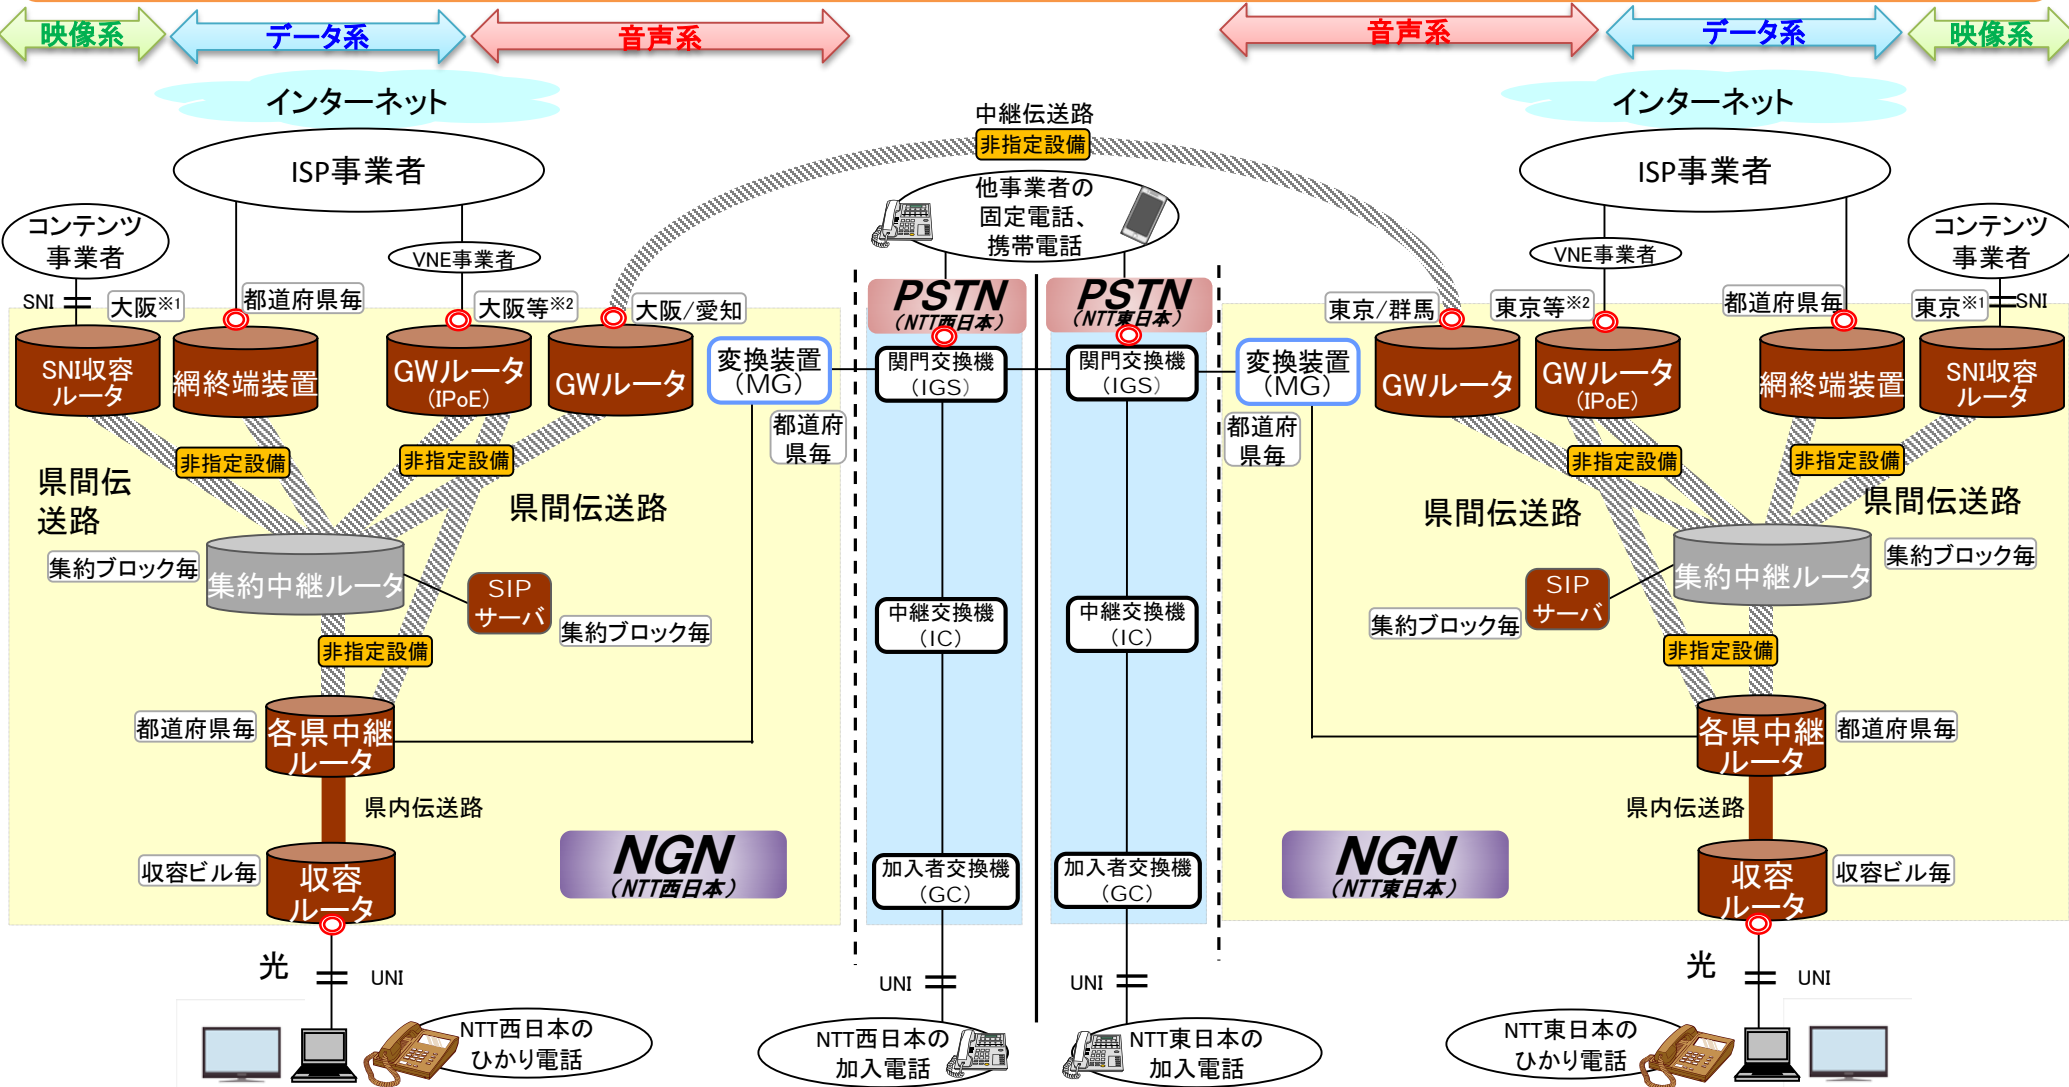 映像系
データ系
音声系
音声系
データ系
映像系
インターネット
インターネット
ISP事業者
ISP事業者
中継伝送路
非指定設備
他事業者の
固定電話、
携帯電話
コンテンツ
事業者
VNE事業者
VNE事業者
コンテンツ
事業者
SNI
大阪※1
都道府県毎
大阪等※2
大阪/愛知
PSTN
(NTT西日本)
PSTN
(NTT東日本)
東京/群馬
東京等※2
都道府県毎
東京※1
SNI
SNI収容
ルータ
網終端装置
GWルータ
(IPoE)
GWルータ
変換装置
(MG)
関門交換機
(IGS)
関門交換機
(IGS)
変換装置
(MG)
GWルータ
GWルータ
(IPoE)
網終端装置
SNI収容
ルータ
都道府
県毎
都道府
県毎
非指定設備
非指定設備
非指定設備
非指定設備
県間伝
送路
県間伝送路
県間伝送路
県間伝送路
集約ブロック毎
集約中継ルータ
SIP
サーバ
集約ブロック毎
中継交換機
(IC)
中継交換機
(IC)
集約ブロック毎
SIP
サーバ
集約中継ルータ
集約ブロック毎
非指定設備
非指定設備
都道府県毎
各県中継
ルータ
各県中継
ルータ
都道府県毎
県内伝送路
県内伝送路
収容ビル毎
収容
ルータ
NGN
(NTT西日本)
加入者交換機
(GC)
加入者交換機
(GC)
NGN
(NTT東日本)
収容
ルータ
収容ビル毎
光
UNI
UNI
UNI
光
UNI
NTT西日本の
ひかり電話
NTT西日本の
加入電話
NTT東日本の
加入電話
NTT東日本の
ひかり電話